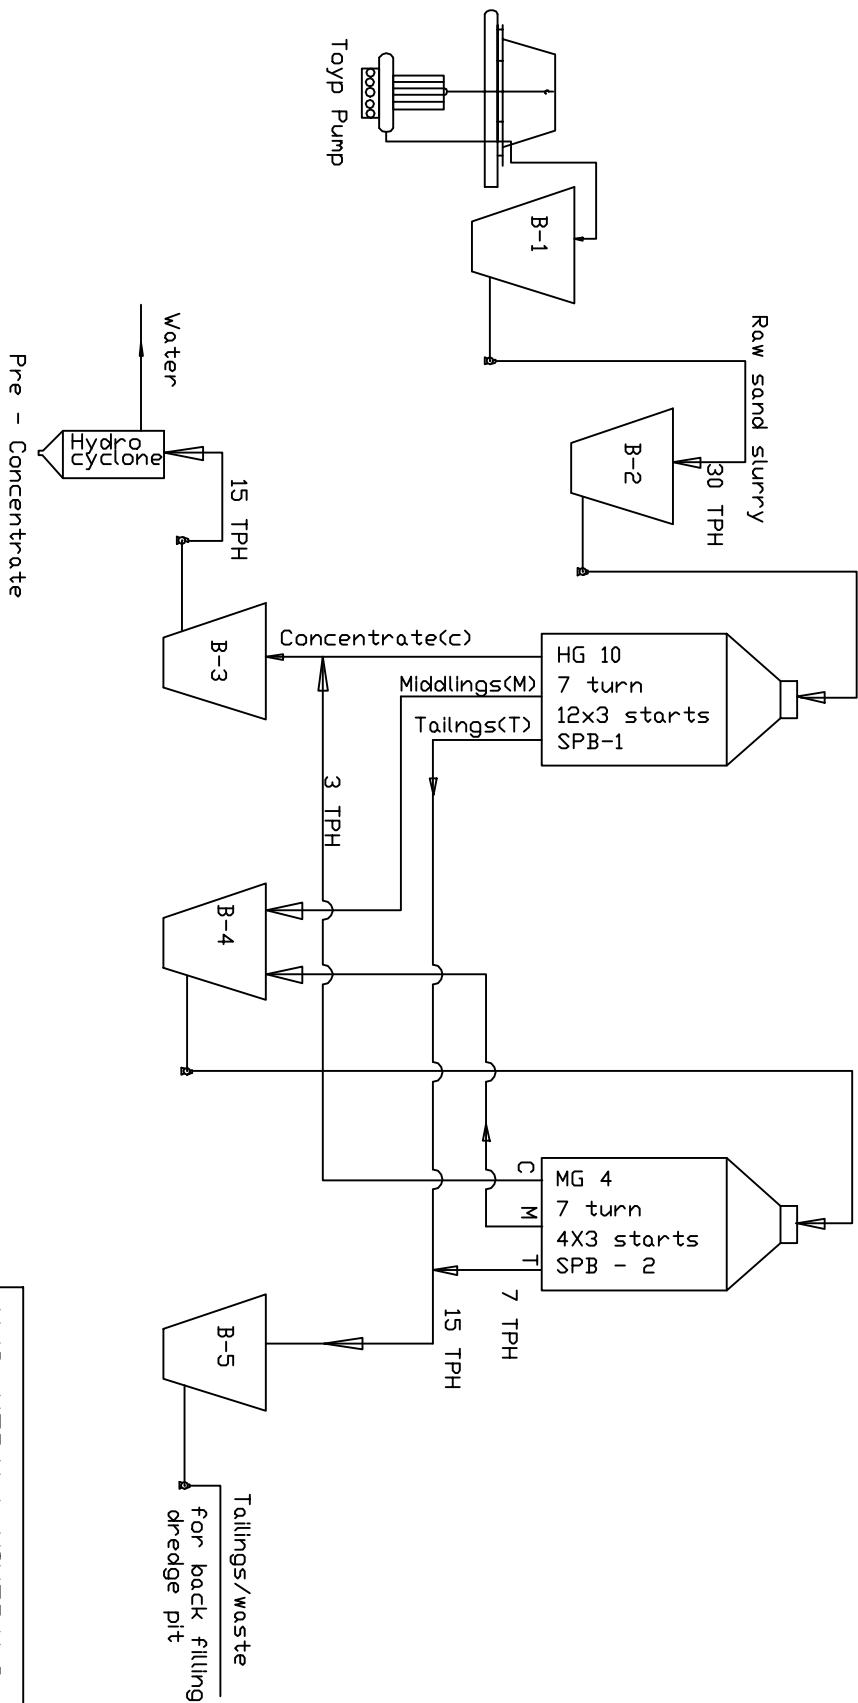 Toyp Pump
B-1
Raw sand slurry
30 TPH
B-2
HG 10
7 turn
12x3 starts
SPB-1
Concentrate(c)
Middlings(M)
Tailngs(T)
B-3
15 TPH
Hydro
cyclone
Water
Pre - Concentrate
3 TPH
B-4
MG 4
7 turn
4X3 starts
SPB - 2
C
M
T
7 TPH
15 TPH
B-5
Tailings/waste
for back filling
dredge pit